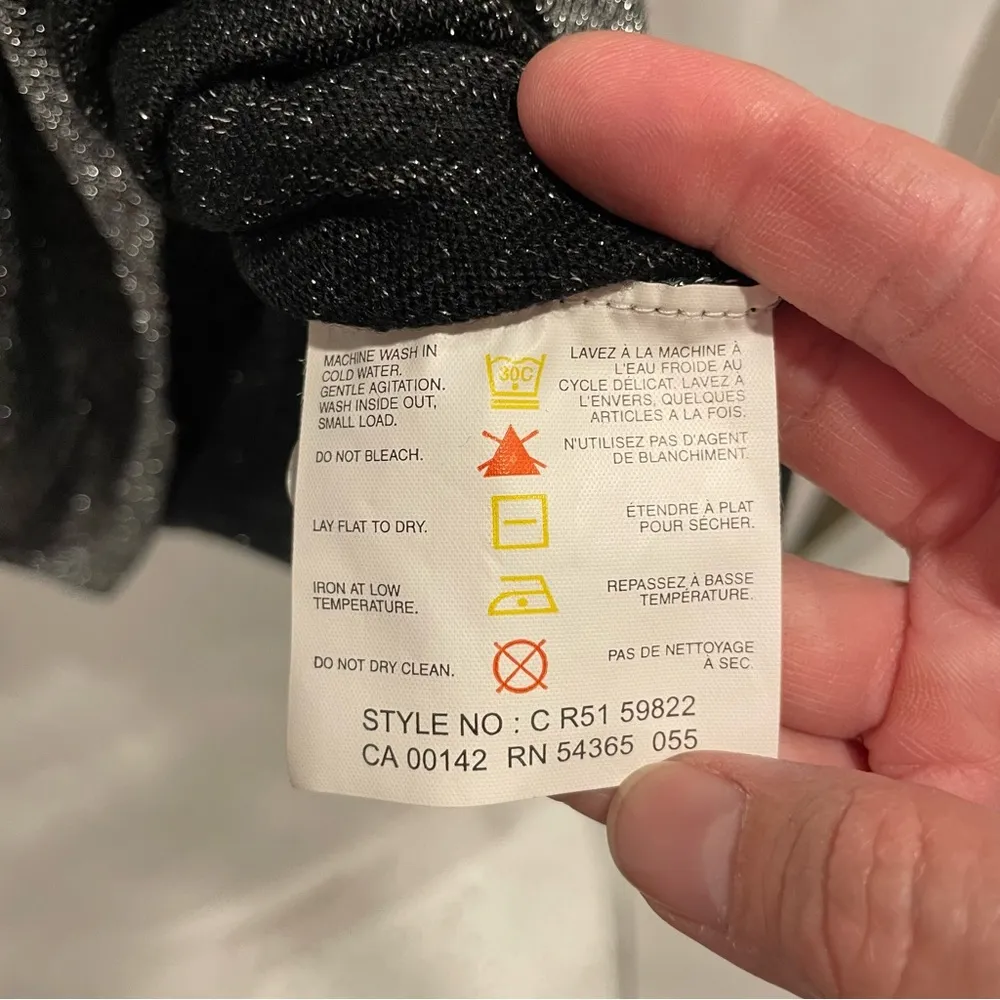 MACHINE WASH IN
COLD WATER.
GENTLE AGITATION.
WASH INSIDE OUT,
SMALL LOAD.
30C
LAVEZ À LA MACHINE À
L'EAU FROIDE AU
CYCLE DÉLICAT. LAVEZ À
L'ENVERS, QUELQUES
ARTICLES A LA FOIS.
DO NOT BLEACH.
N'UTILISEZ PAS D'AGENT
DE BLANCHIMENT.
LAY FLAT TO DRY.
ÉTENDRE À PLAT
POUR SÉCHER.
IRON AT LOW
TEMPERATURE.
REPASSEZ À BASSE
TEMPÉRATURE.
DO NOT DRY CLEAN.
PAS DE NETTOYAGE
À SEC.
STYLE NO : C R51 59822
CA 00142 RN 54365 055